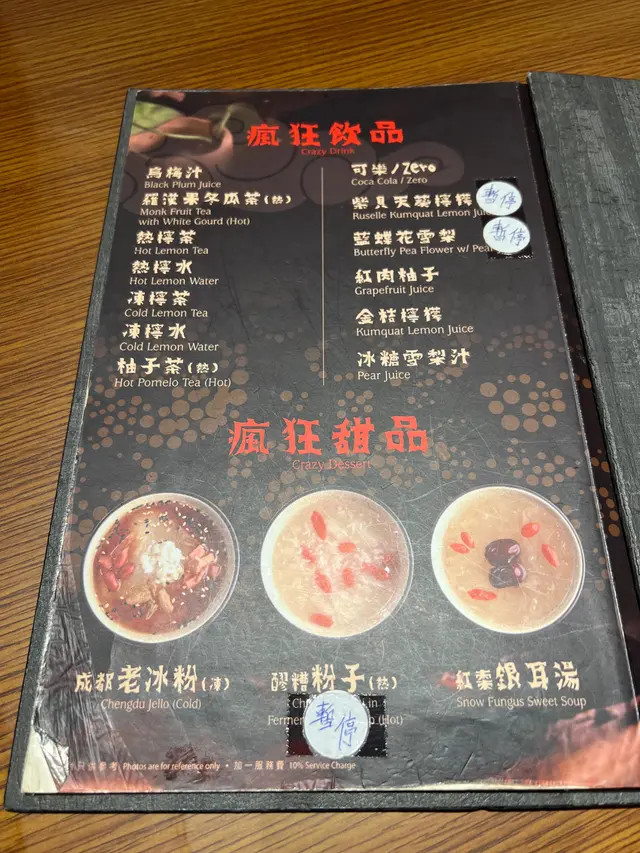 瘋狂飲品
Crazy Drink
烏梅汁
Black Plum Juice
羅漢果冬瓜茶(熱)
Monk Fruit Tea
with White Gourd (Hot)
熱檸茶
Hot Lemon Tea
熱檸水
Hot Lemon Water
凍檸茶
Cold Lemon Tea
凍檸水
Cold Lemon Water
柚子茶(熱)
Hot Pomelo Tea (Hot)
可樂/Zero
Coca Cola / Zero
紫貝天葵檸檬
暫停
Ruselle Kumquat Lemon
藍蝶花雪梨
暫停
Butterfly Pea Flower w/
紅肉柚子
Grapefruit Juice
金桔檸檬
Kumquat Lemon Juice
冰糖雪梨汁
Pear Juice
瘋狂甜品
Crazy Dessert
成都老冰粉(凍)
Chengdu Jello (Cold)
醪糟粉子(熱)
(Hot)
暫停
紅棗銀耳湯
Snow Fungus Sweet Soup
只供參考 Photos are for reference only • 加一服務費 10% Service Charge